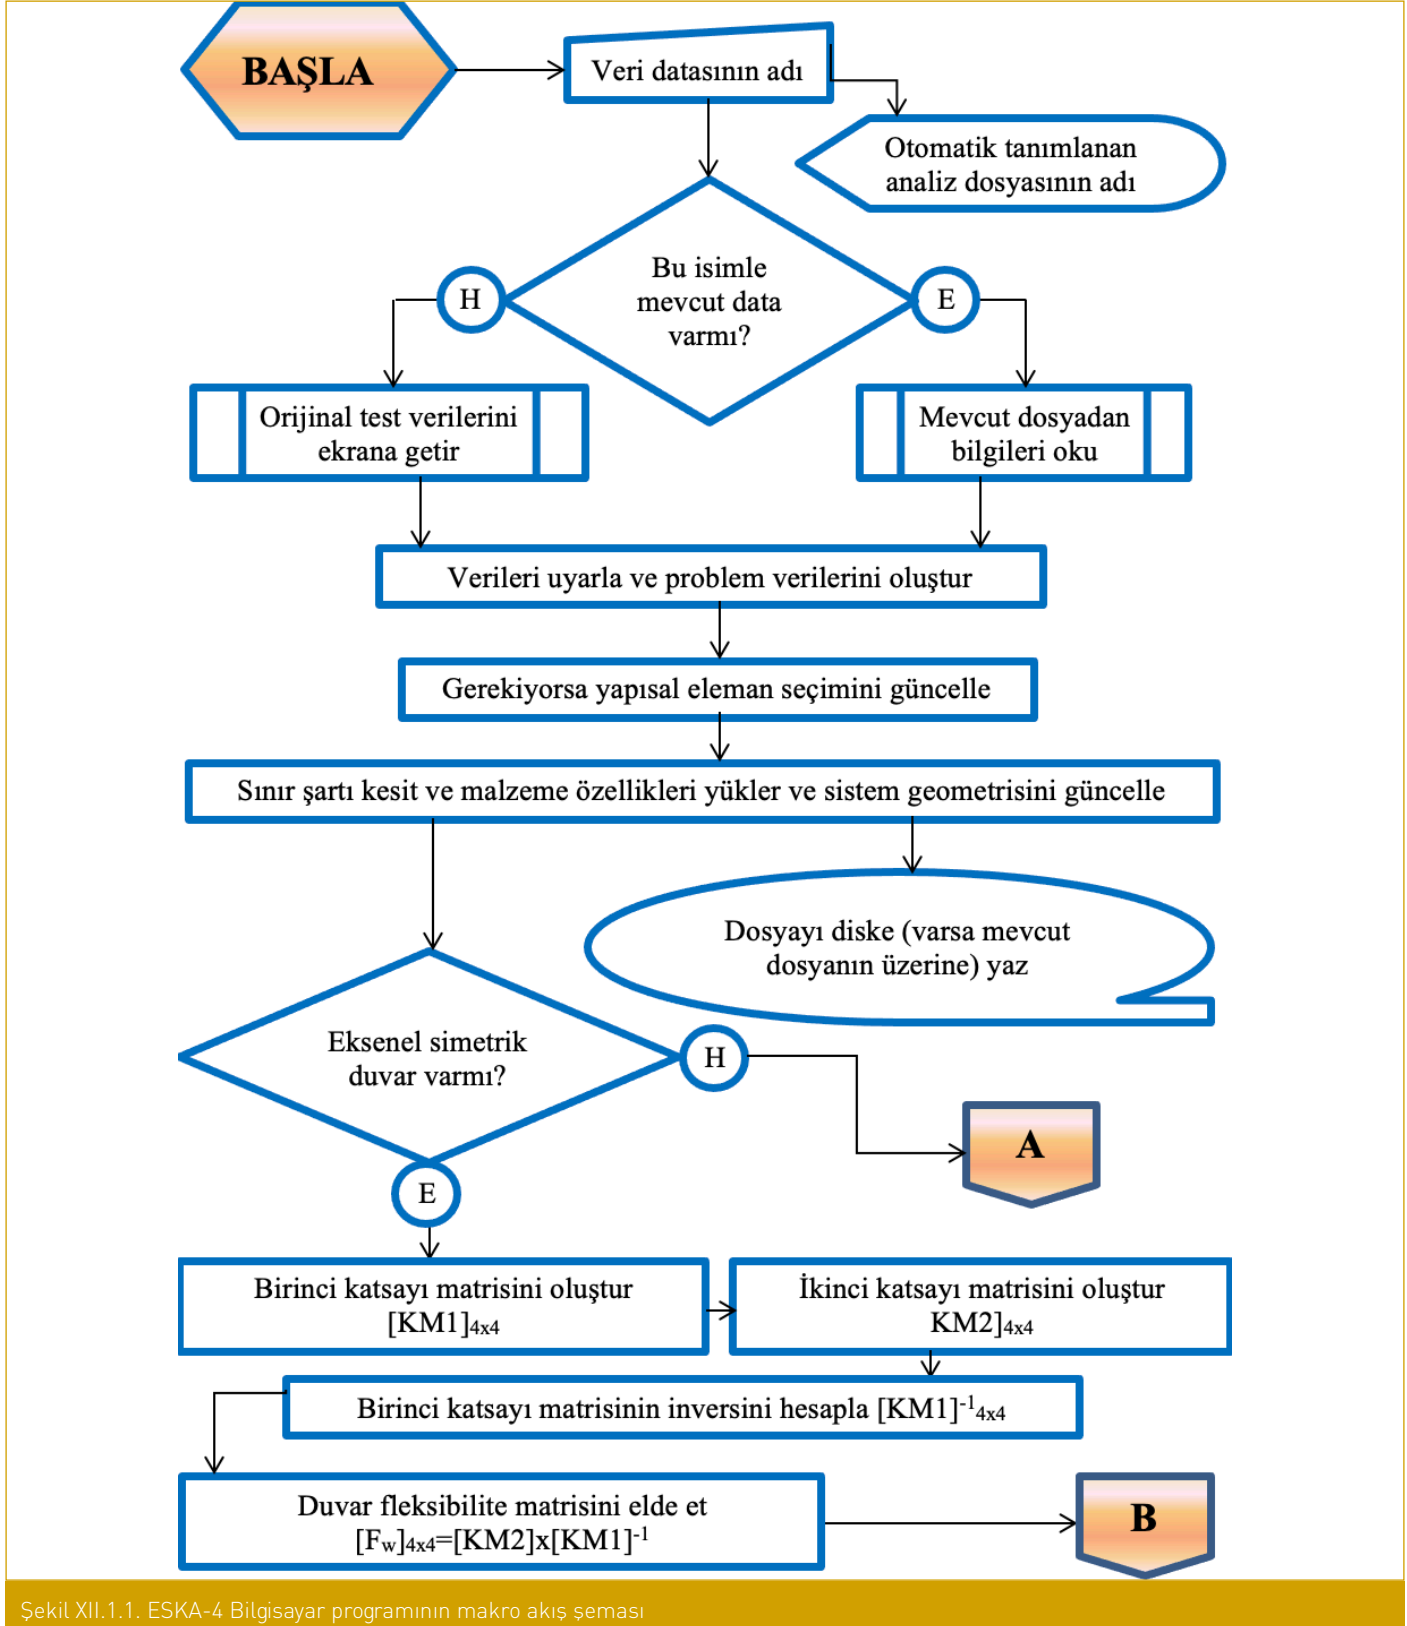 BAŞLA
Veri datasının adı
Otomatik tanımlanan
analiz dosyasının adı
Bu isimle
mevcut data
varmı?
H
E
Orijinal test verilerini
ekrana getir
Mevcut dosyadan
bilgileri oku
Verileri uyarla ve problem verilerini oluştur
Gerekiyorsa yapısal eleman seçimini güncelle
Sınır şartı kesit ve malzeme özellikleri yükler ve sistem geometrisini güncelle
Dosyayı diske (varsa mevcut
dosyanın üzerine) yaz
Eksenel simetrik
duvar varmı?
H
A
E
Birinci katsayı matrisini oluştur
[KM1]4x4
İkinci katsayı matrisini oluştur
KM2]4x4
Birinci katsayı matrisinin inversini hesapla [KM1]-14x4
Duvar fleksibilite matrisini elde et
[Fw]4x4=[KM2]x[KM1]-1
B
Şekil XII.1.1. ESKA-4 Bilgisayar programının makro akış şeması